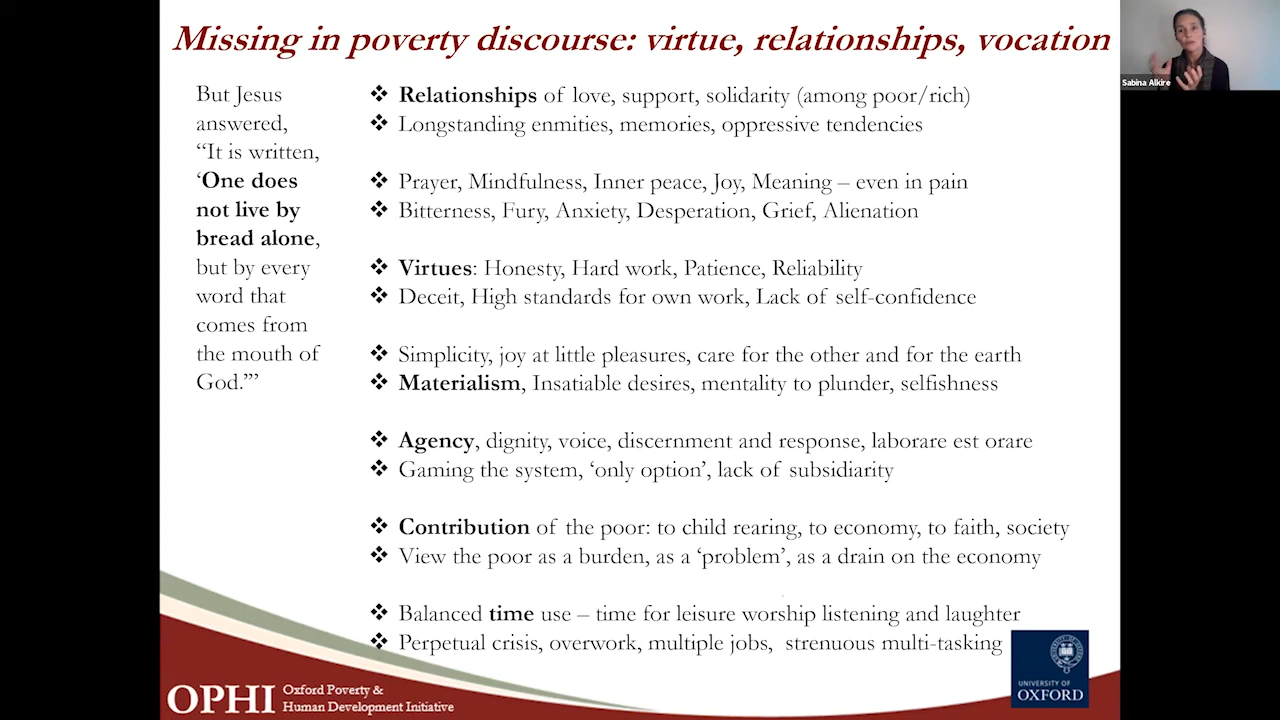 Missing in poverty discourse: virtue, relationships, vocation
Sabina Alkire
But Jesus
answered,
“It is written,
‘One does
not live by
bread alone,
but by every
word that
comes from
the mouth of
God.’”
❖ Relationships of love, support, solidarity (among poor/rich)
❖ Longstanding enmities, memories, oppressive tendencies
❖ Prayer, Mindfulness, Inner peace, Joy, Meaning – even in pain
❖ Bitterness, Fury, Anxiety, Desperation, Grief, Alienation
❖ Virtues: Honesty, Hard work, Patience, Reliability
❖ Deceit, High standards for own work, Lack of self-confidence
❖ Simplicity, joy at little pleasures, care for the other and for the earth
❖ Materialism, Insatiable desires, mentality to plunder, selfishness
❖ Agency, dignity, voice, discernment and response, laborare est orare
❖ Gaming the system, ‘only option’, lack of subsidiarity
❖ Contribution of the poor: to child rearing, to economy, to faith, society
❖ View the poor as a burden, as a ‘problem’, as a drain on the economy
❖ Balanced time use – time for leisure worship listening and laughter
❖ Perpetual crisis, overwork, multiple jobs, strenuous multi-tasking
OPHI
Oxford Poverty &
Human Development Initiative
UNIVERSITY OF
OXFORD